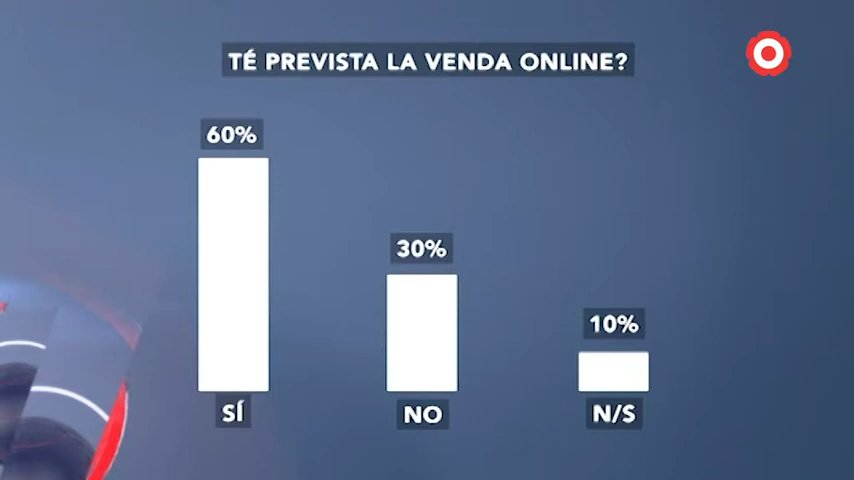 TÉ PREVISTA LA VENDA ONLINE?
60%
30%
10%
SÍ
NO
N/S